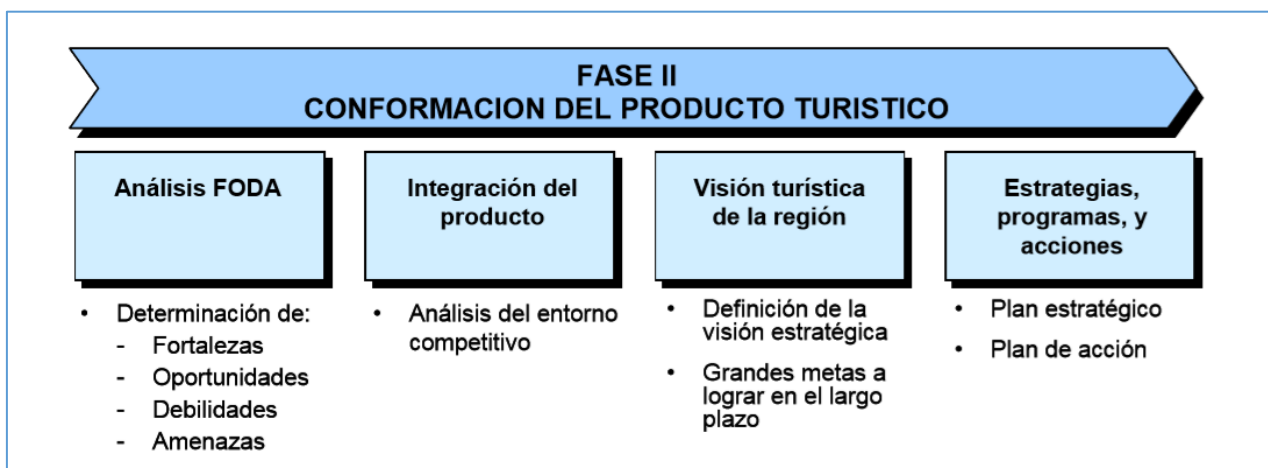 FASE II
CONFORMACION DEL PRODUCTO TURISTICO
Análisis FODA
• Determinación de:
- Fortalezas
- Oportunidades
- Debilidades
- Amenazas
Integración del
producto
• Análisis del entorno
competitivo
Visión turística
de la región
• Definición de la
visión estratégica
• Grandes metas a
lograr en el largo
plazo
Estrategias,
programas, y
acciones
• Plan estratégico
• Plan de acción